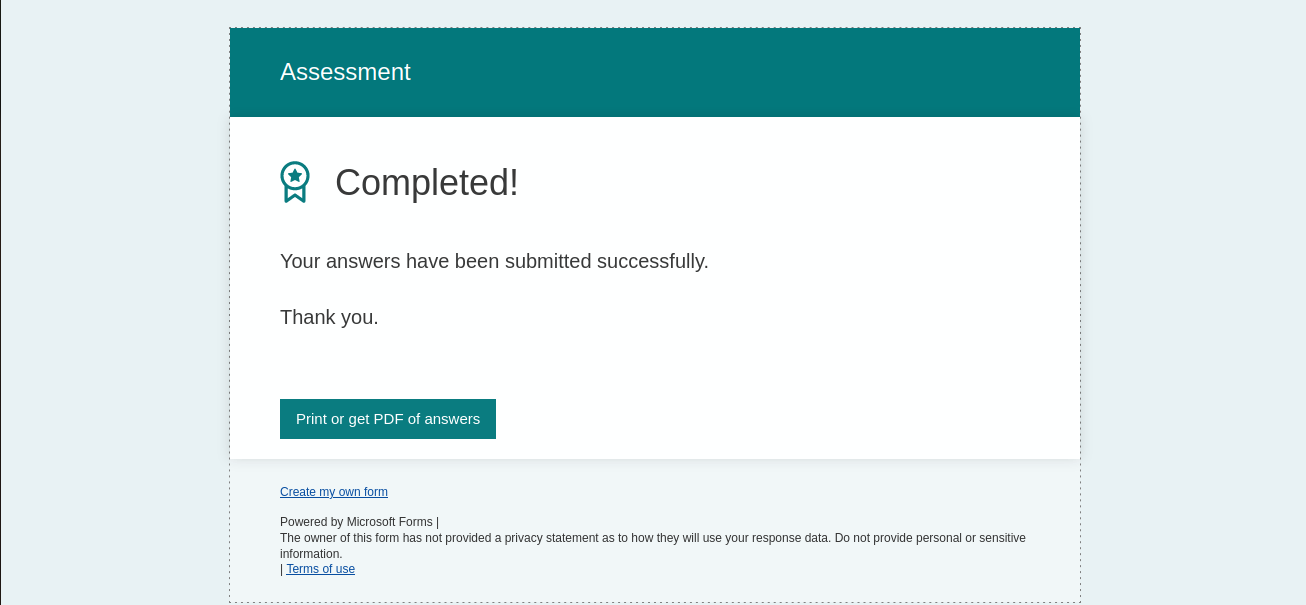 Assessment
Completed!
Your answers have been submitted successfully.
Thank you.
Print or get PDF of answers
Create my own form
Powered by Microsoft Forms |
The owner of this form has not provided a privacy statement as to how they will use your response data. Do not provide personal or sensitive
information.
| Terms of use